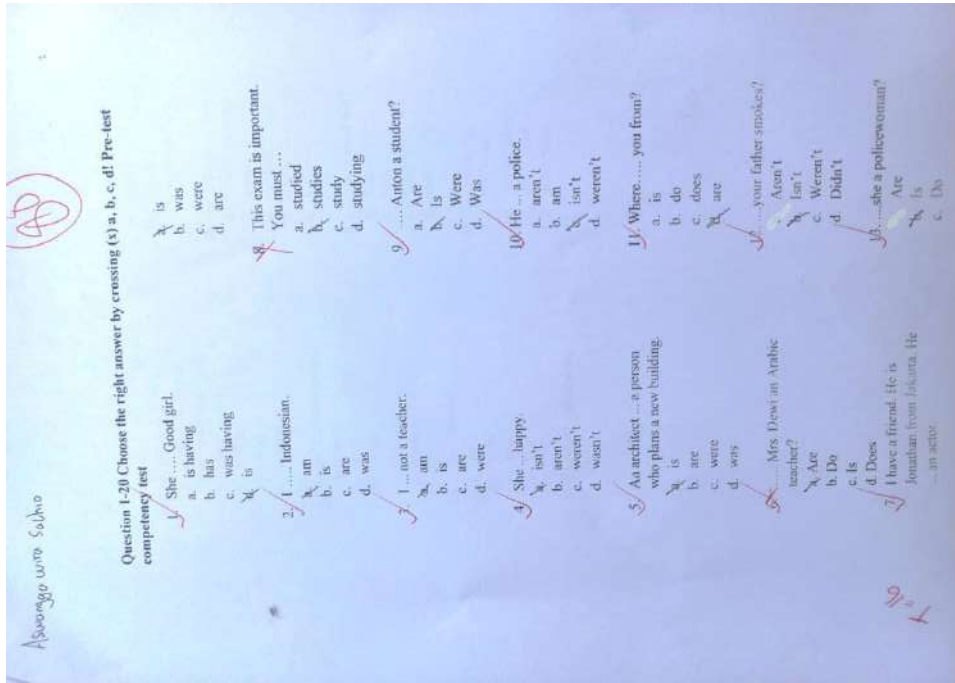 Question 1-20 Choose the right answer by crossing (x) a, b, c, d! Pre-test
competency test
1. She ..... Good girl.
a. is having
b. has
c. was having
d. is
2. I .... Indonesian.
a. am
b. is
c. are
d. was
3. I ... not a teacher.
a. am
b. is
c. are
d. were
4. She ...happy.
a. isn't
b. aren't
c. weren't
d. wasn't
5. An architect ... a person
who plans a new building.
a. is
b. are
c. were
d. was
6. ......Mrs. Dewi an Arabic
teacher?
a. Are
b. Do
c. Is
d. Does
7. I have a friend. He is
Jonathan from Jakarta. He
... an actor.
T=16
a. is
b. was
c. were
d. are
8. This exam is important.
You must ...
a. studied
b. studies
c. study
d. studying
9. .....Anton a student?
a. Are
b. Is
c. Were
d. Was
10. He ... a police.
a. aren't
b. am
c. isn't
d. weren't
11. Where..... you from?
a. is
b. do
c. does
d. are
12. .....your father smokes?
a. Aren't
b. Isn't
c. Weren't
d. Didn't
13. ....she a policewoman?
Are
b. Is
c. Do